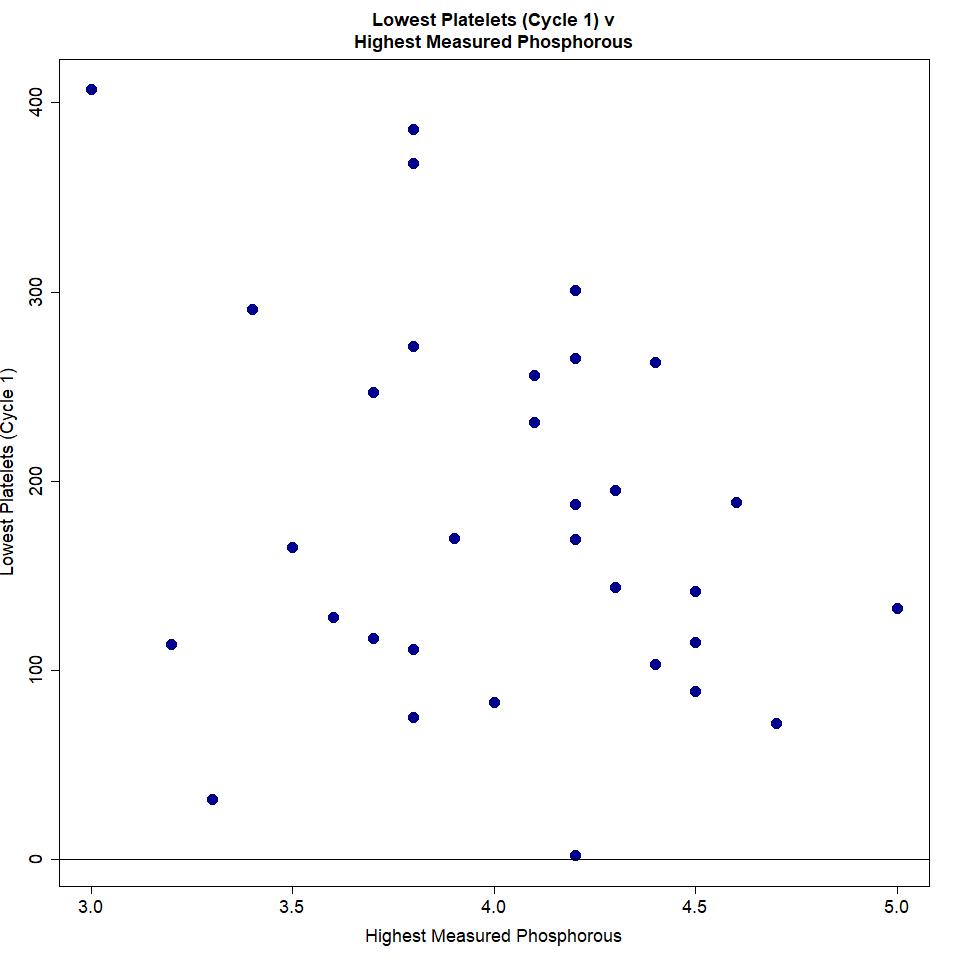 Lowest Platelets (Cycle 1) v
Highest Measured Phosphorous
Lowest Platelets (Cycle 1)
400
300
200
100
0
3.0 3.5 4.0 4.5 5.0
Highest Measured Phosphorous